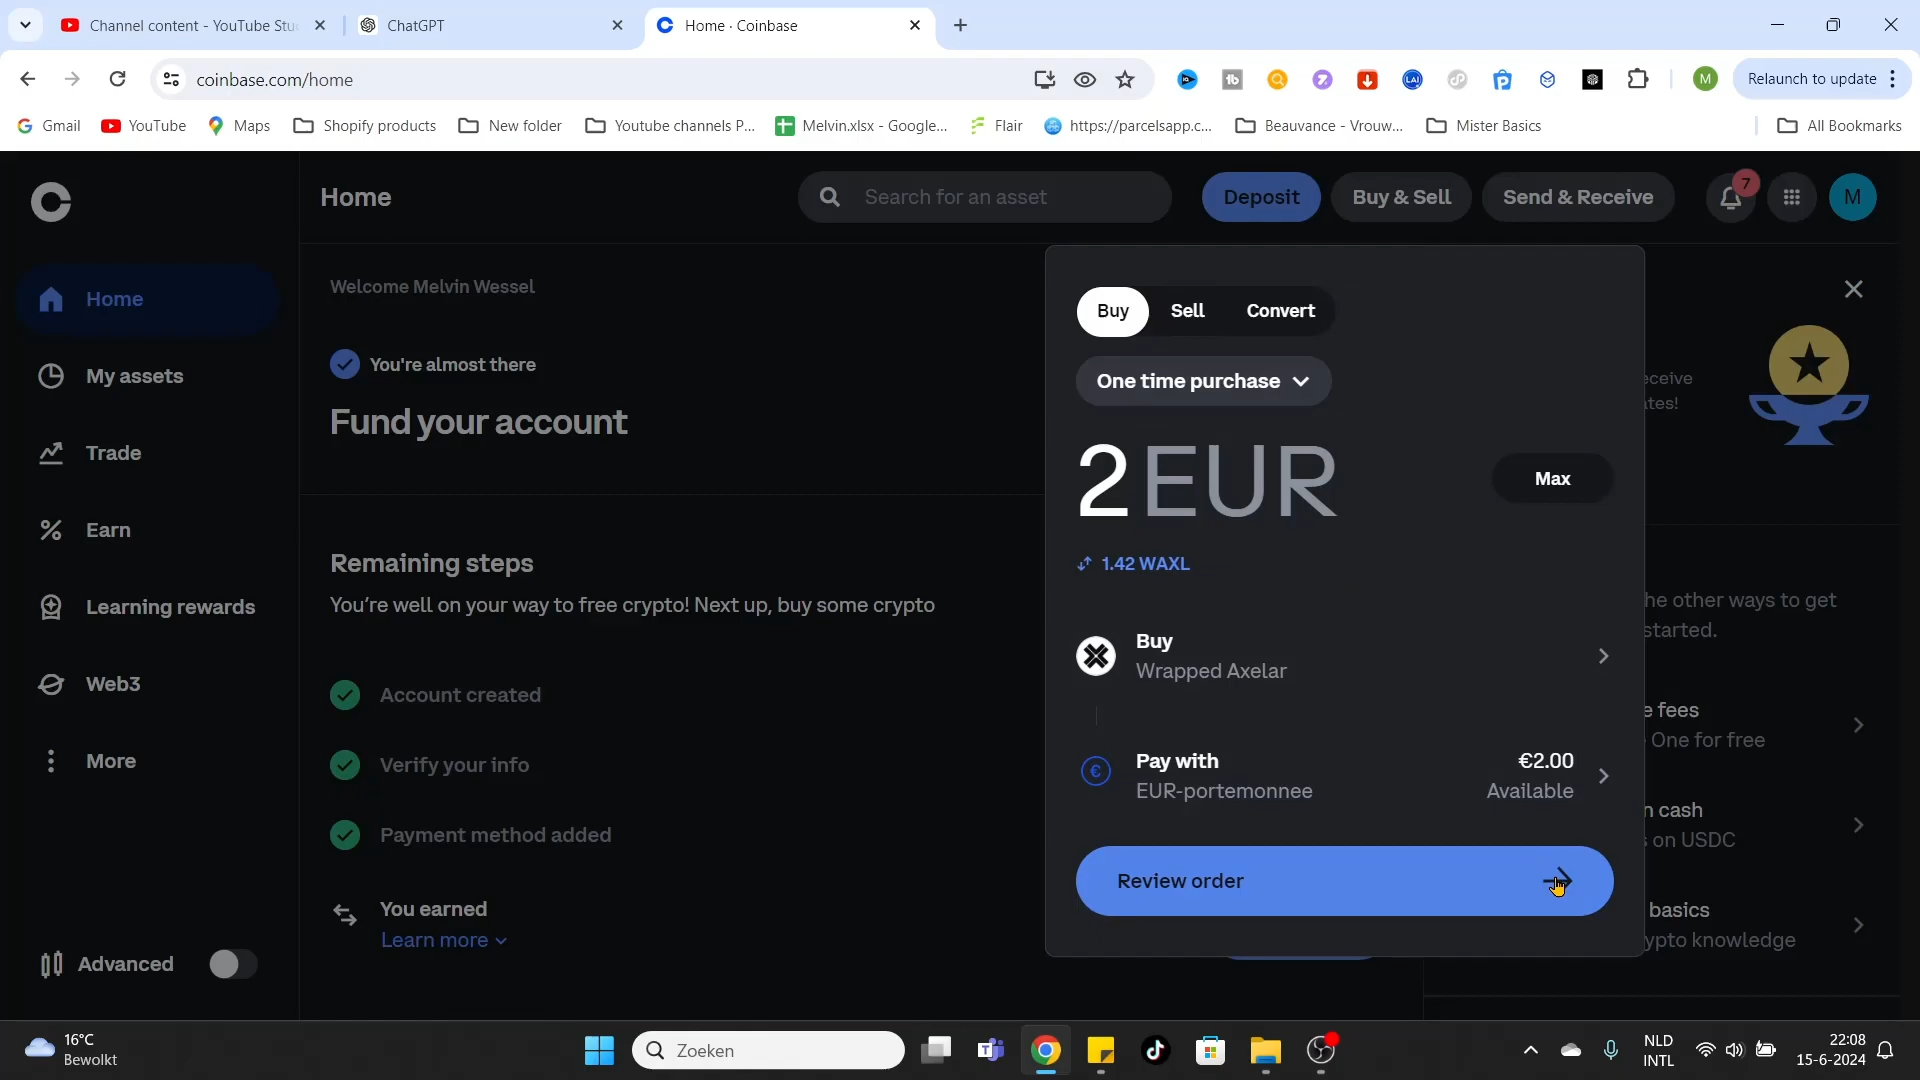 Channel content - YouTube Stu
ChatGPT
Home · Coinbase
coinbase.com/home
Relaunch to update
M
Gmail
YouTube
Maps
Shopify products
New folder
Youtube channels P...
Melvin.xlsx - Google...
Flair
https://parcelsapp.c...
Beauvance - Vrouw...
Mister Basics
All Bookmarks
Home
Search for an asset
Deposit
Buy & Sell
Send & Receive
7
M
Home
My assets
Trade
Earn
Learning rewards
Web3
More
Advanced
Welcome Melvin Wessel
You're almost there
Fund your account
Remaining steps
You're well on your way to free crypto! Next up, buy some crypto
Account created
Verify your info
Payment method added
You earned
Learn more
Buy
Sell
Convert
One time purchase
2 EUR
Max
1.42 WAXL
Buy
Wrapped Axelar
Pay with
EUR-portemonnee
€2.00
Available
Review order
eceive
tes!
he other ways to get
started.
e fees
One for free
n cash
s on USDC
basics
ypto knowledge
16°C
Bewolkt
Zoeken
NLD
INTL
22:08
15-6-2024